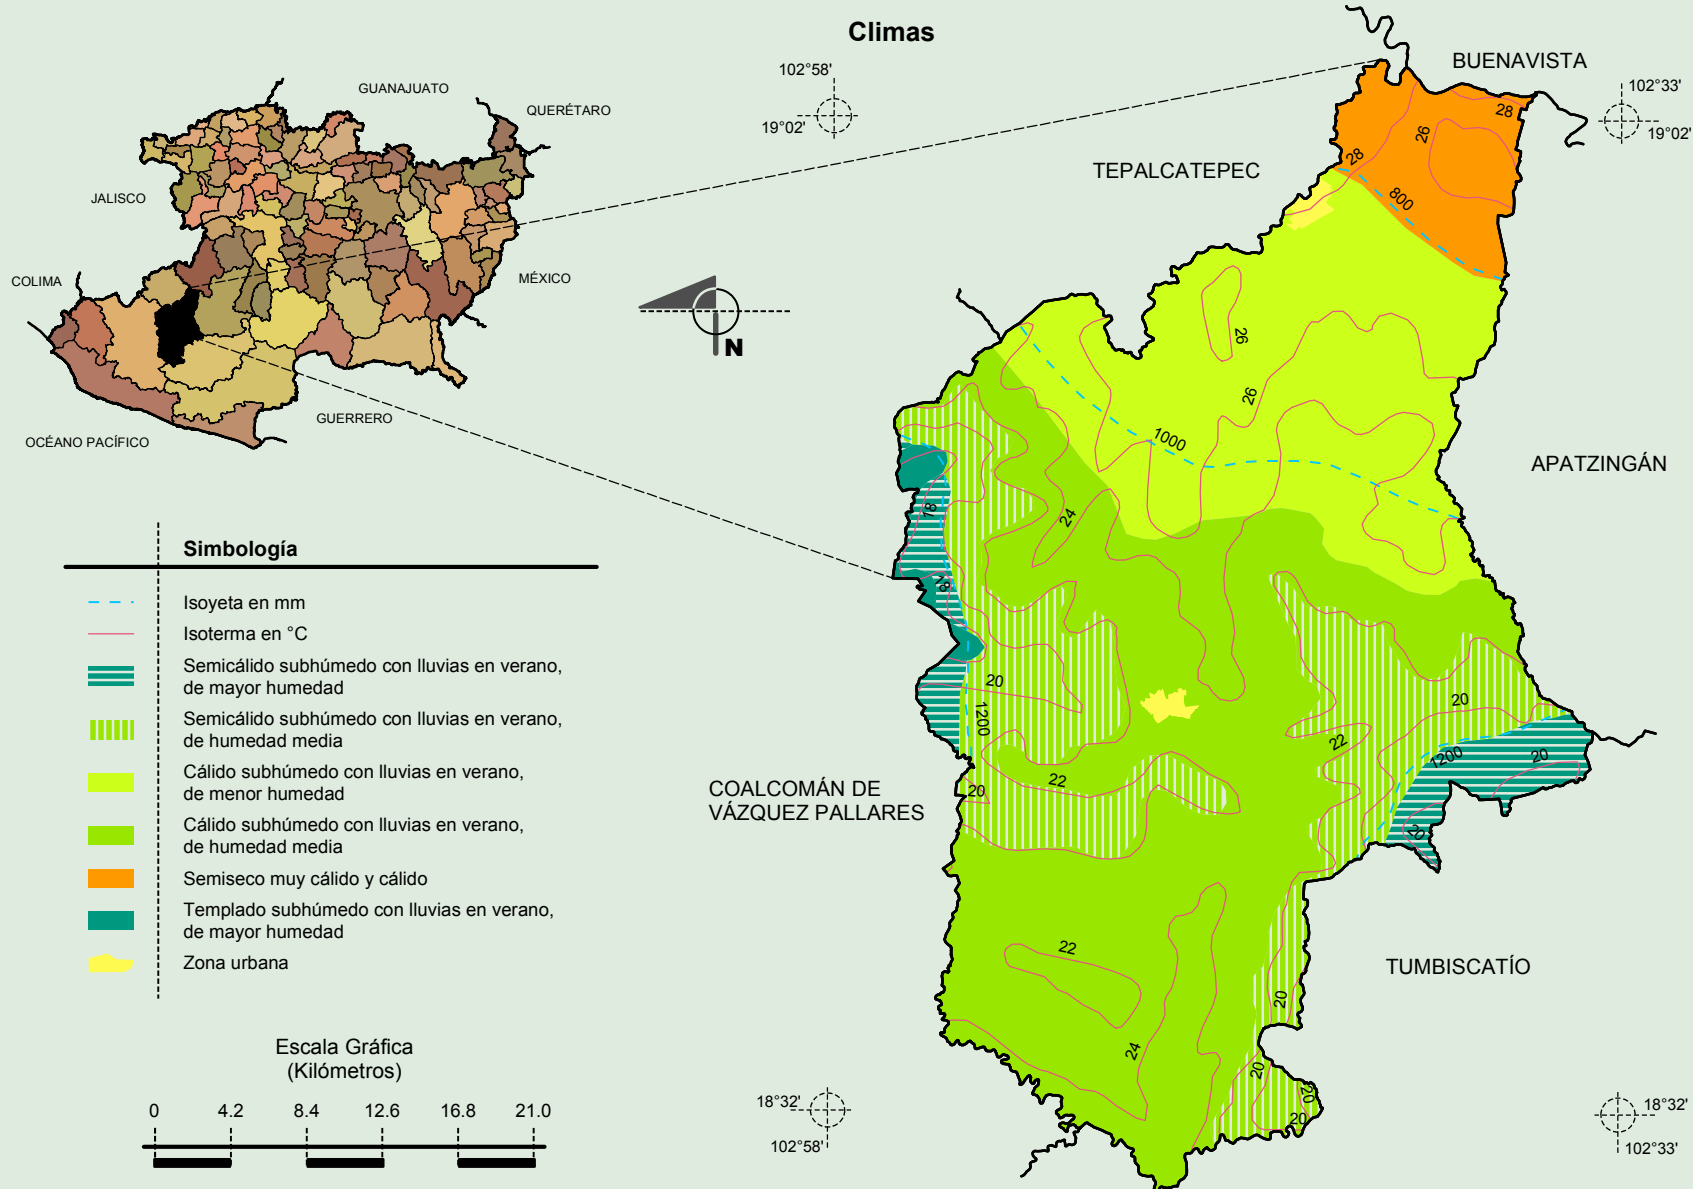 Climas
GUANAJUATO
QUERÉTARO
JALISCO
COLIMA
MÉXICO
GUERRERO
OCÉANO PACÍFICO
N
102°58'
19°02'
102°33'
19°02'
BUENAVISTA
TEPALCATEPEC
APATZINGÁN
COALCOMÁN DE
VÁZQUEZ PALLARES
TUMBISCATÍO
28
26
28
800
26
26
1000
24
18
18
20
1200
20
22
22
20
1200
20
20
22
24
20
20
20
20
Simbología
Isoyeta en mm
Isoterma en °C
Semicálido subhúmedo con lluvias en verano,
de mayor humedad
Semicálido subhúmedo con lluvias en verano,
de humedad media
Cálido subhúmedo con lluvias en verano,
de menor humedad
Cálido subhúmedo con lluvias en verano,
de humedad media
Semiseco muy cálido y cálido
Templado subhúmedo con lluvias en verano,
de mayor humedad
Zona urbana
Escala Gráfica
(Kilómetros)
0 4.2 8.4 12.6 16.8 21.0
18°32'
102°58'
18°32'
102°33'